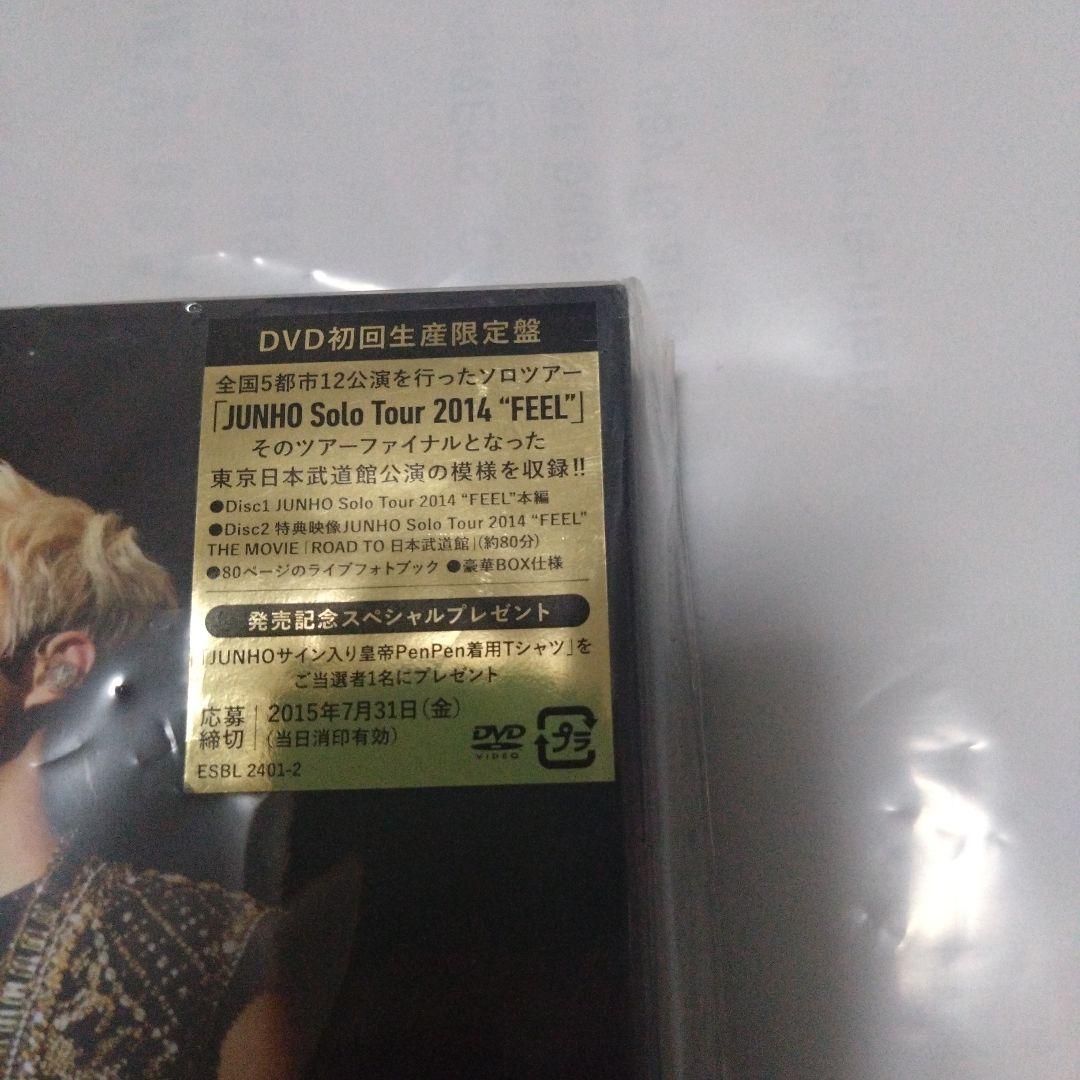 DVD初回生産限定盤
全国5都市12公演を行ったソロツアー
「JUNHO Solo Tour 2014 “FEEL”」
そのツアーファイナルとなった
東京日本武道館公演の模様を収録!!
●Disc1 JUNHO Solo Tour 2014 “FEEL”本編
●Disc2 特典映像JUNHO Solo Tour 2014 “FEEL”
THE MOVIE「ROAD TO 日本武道館」(約80分)
●80ページのライブフォトブック ●豪華BOX仕様
発売記念スペシャルプレゼント
「JUNHOサイン入り皇帝PenPen着用Tシャツ」を
ご当選者1名にプレゼント
応募締切 2015年7月31日(金)
(当日消印有効)
DVD VIDEO
プラ
ESBL 2401-2